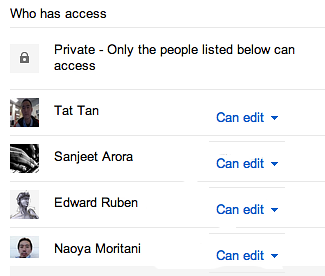 Who has access
Private - Only the people listed below can
access
Tat Tan
Can edit
Sanjeet Arora
Can edit
Edward Ruben
Can edit
Naoya Moritani
Can edit